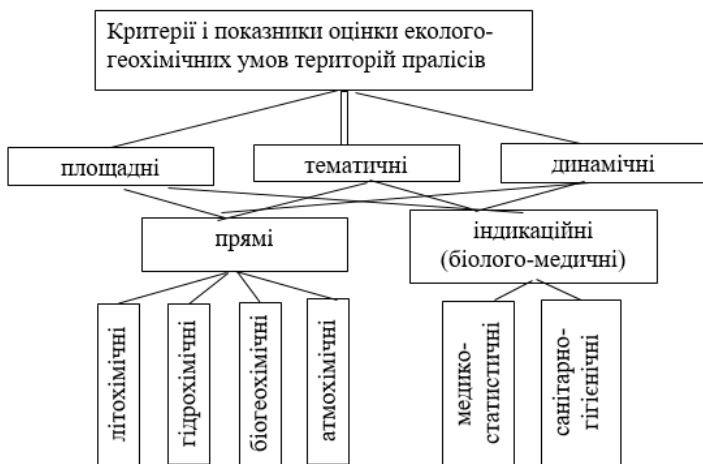 Критерії і показники оцінки еколого-
геохімічних умов територій пралісів
площадні
тематичні
динамічні
прямі
індикаційні
(біолого-медичні)
літохімічні
гідрохімічні
біогеохімічні
атмохімічні
медико-
статистичні
санітарно-
гігієнічні